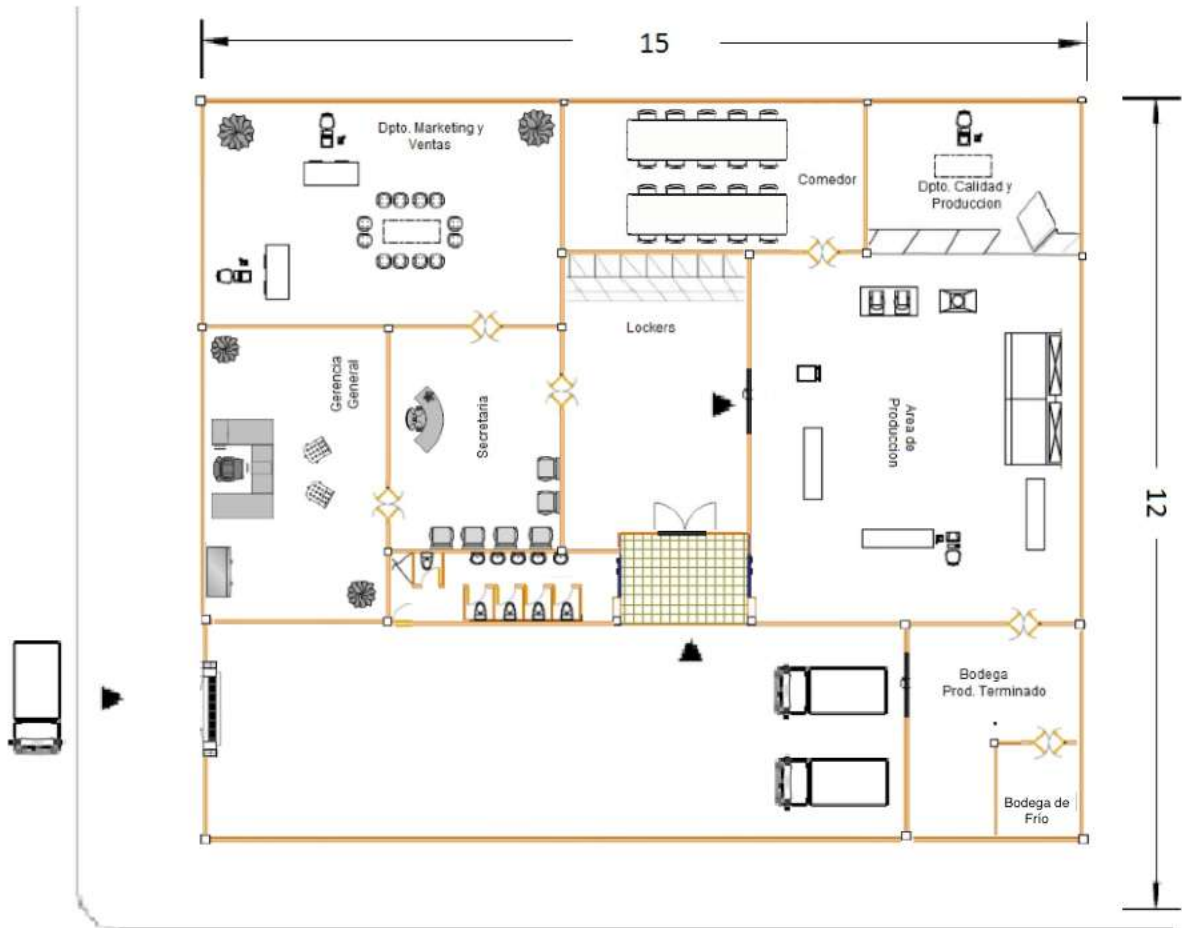 15
Dpto. Marketing y
Ventas
Comedor
Dpto. Calidad y
Produccion
Lockers
Gerencia
General
Secretaria
Area de
Produccion
12
Bodega
Prod. Terminado
Bodega de
Frío